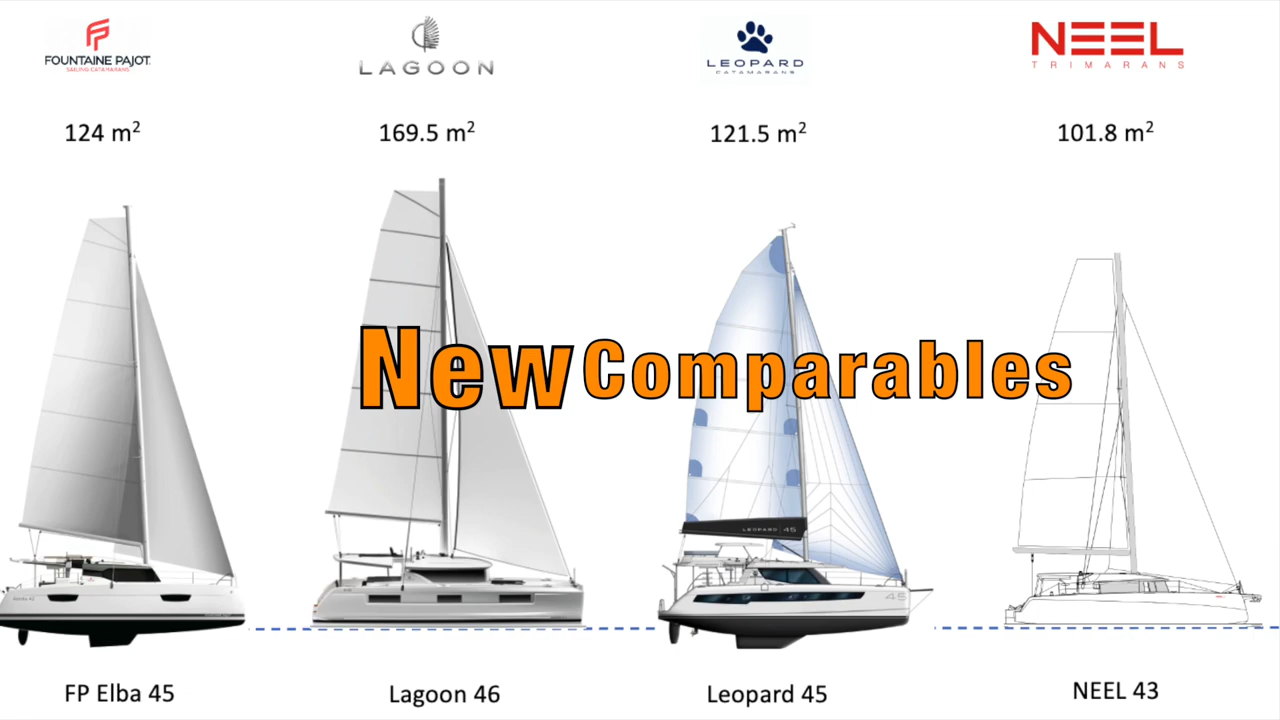 FOUNTAINE PAJOT
SAILING CATAMARANS
LAGOON
LEOPARD
CATAMARANS
NEEL
TRIMARANS
124 m²
169.5 m²
121.5 m²
101.8 m²
New Comparables
LEOPARD 45
45
FP Elba 45
Lagoon 46
Leopard 45
NEEL 43